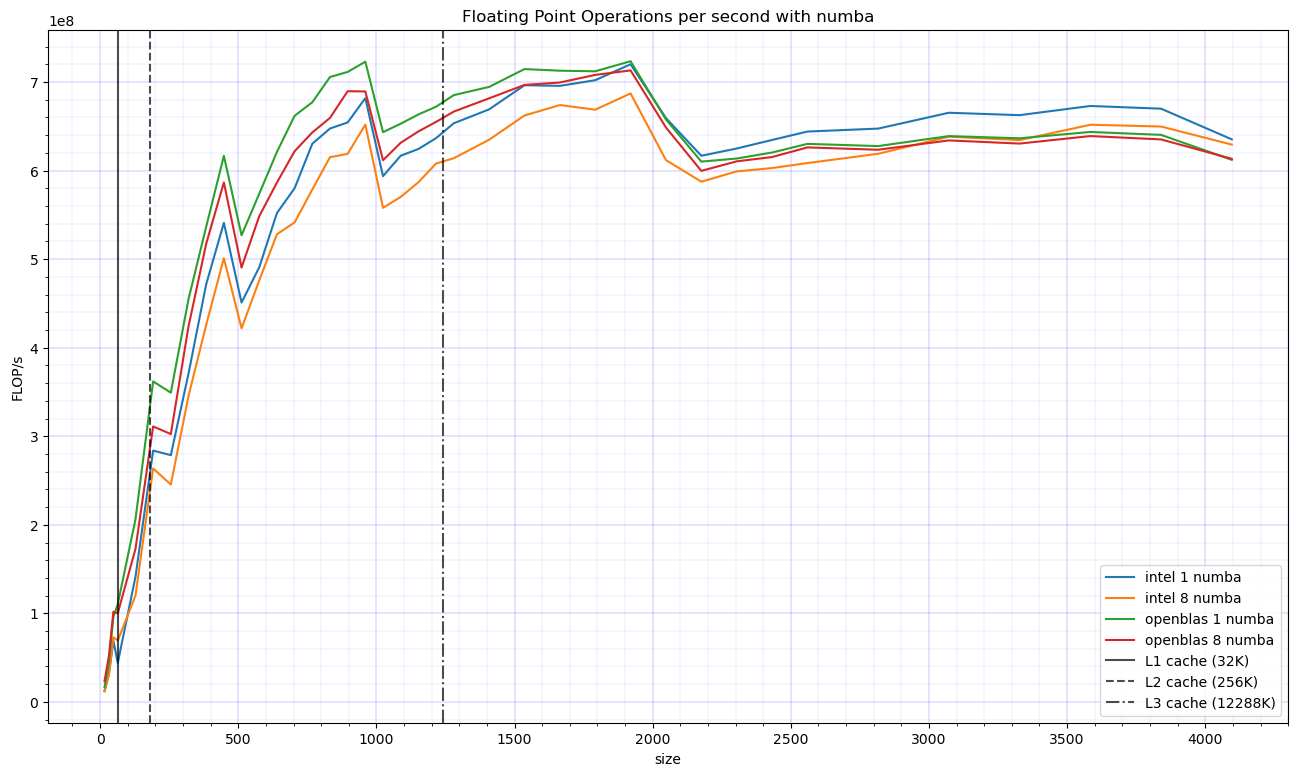 Floating Point Operations per second with numba
1e8
7
6
5
4
3
2
1
0
FLOP/s
0 500 1000 1500 2000 2500 3000 3500 4000
size
intel 1 numba
intel 8 numba
openblas 1 numba
openblas 8 numba
L1 cache (32K)
L2 cache (256K)
L3 cache (12288K)